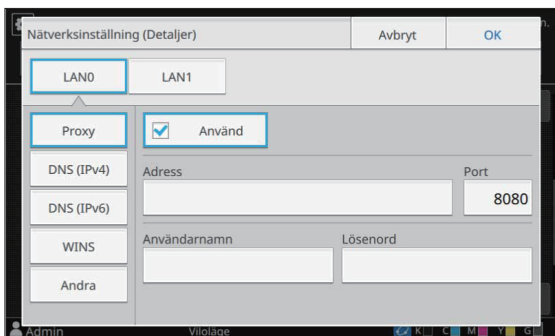 Nätverksinställning (Detaljer)
Avbryt
OK
n.
LAN0
LAN1
Proxy
Använd
DNS (IPv4)
Adress
Port
DNS (IPv6)
8080
WINS
Användarnamn
Lösenord
Andra
Admin
Viloläge
K
C
M
Y
G